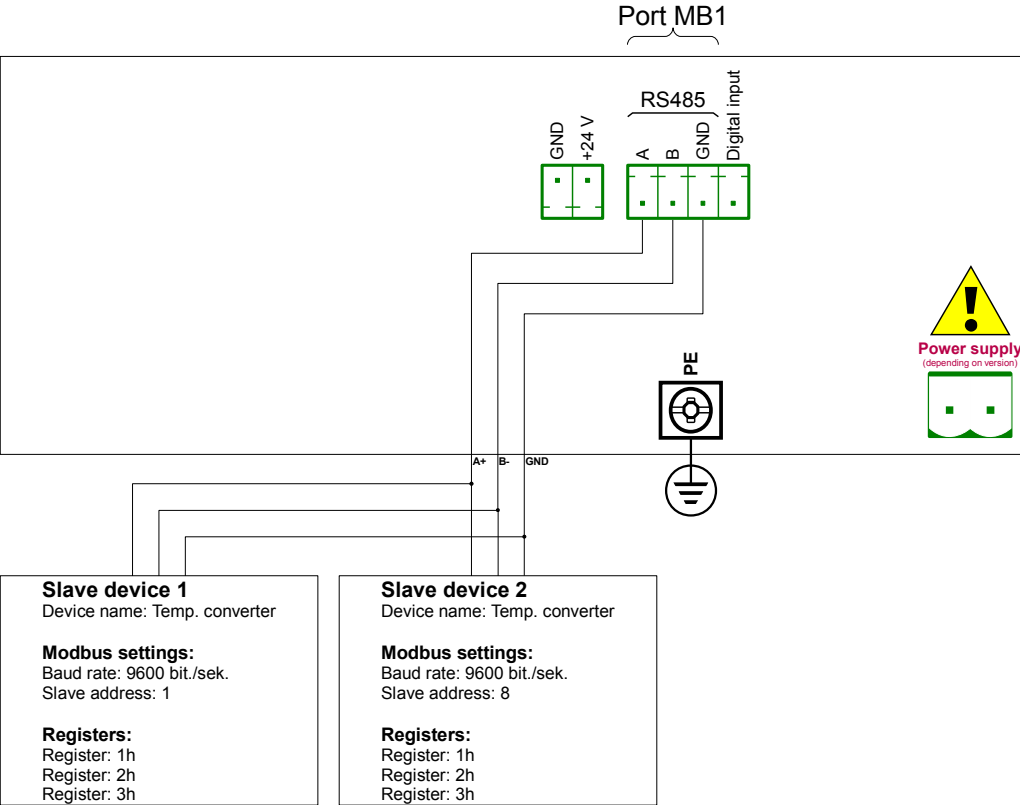 Port MB1
RS485
GND
+24 V
A
B
GND
Digital input
Power supply
(depending on version)
PE
A+
B-
GND
Slave device 1
Device name: Temp. converter
Modbus settings:
Baud rate: 9600 bit./sek.
Slave address: 1
Registers:
Register: 1h
Register: 2h
Register: 3h
Slave device 2
Device name: Temp. converter
Modbus settings:
Baud rate: 9600 bit./sek.
Slave address: 8
Registers:
Register: 1h
Register: 2h
Register: 3h